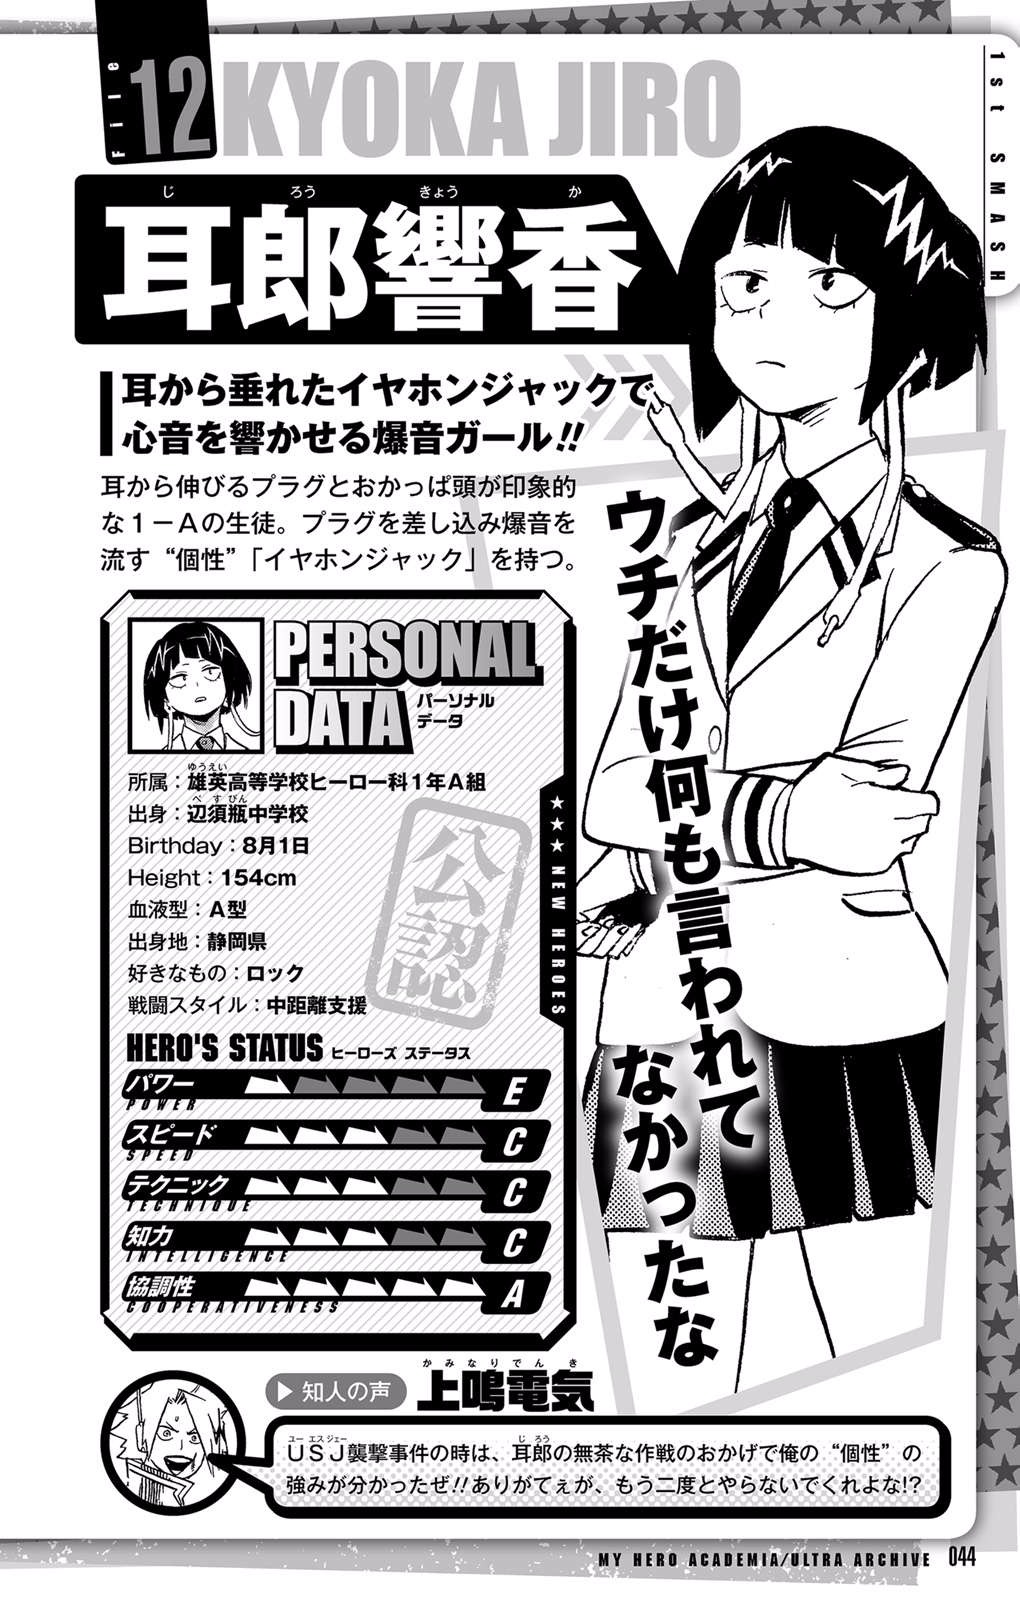 File 12
KYOKA JIRO
1st SMASH
じ ろう きょう か
耳郎響香
耳から垂れたイヤホンジャックで
心音を響かせる爆音ガール!!
耳から伸びるプラグとおかっぱ頭が印象的
な1－Aの生徒。プラグを差し込み爆音を
流す“個性”「イヤホンジャック」を持つ。
ウチだけ何も言われて
なかったな
PERSONAL
DATA
パーソナル
データ
ゆうえい
所属：雄英高等学校ヒーロー科1年A組
べすびん
出身：辺須瓶中学校
Birthday：8月1日
Height：154cm
血液型：A型
出身地：静岡県
好きなもの：ロック
戦闘スタイル：中距離支援
公認
★★★ NEW HEROES
HERO'S STATUS ヒーローズ ステータス
パワー
POWER
E
スピード
SPEED
C
テクニック
TECHNIQUE
C
知力
INTELLIGENCE
C
協調性
COOPERATIVENESS
A
▶ 知人の声
かみなりでんき
上鳴電気
ユー エス ジェー じろう
USJ襲撃事件の時は、耳郎の無茶な作戦のおかげで俺の“個性”の
強みが分かったぜ!!ありがてぇが、もう二度とやらないでくれよな!?
MY HERO ACADEMIA/ULTRA ARCHIVE 044